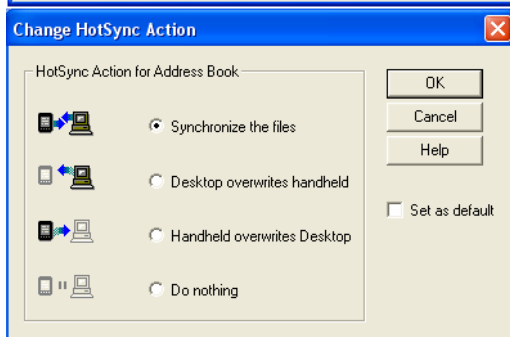 Change HotSync Action
HotSync Action for Address Book
Synchronize the files
Desktop overwrites handheld
Handheld overwrites Desktop
Do nothing
OK
Cancel
Help
Set as default